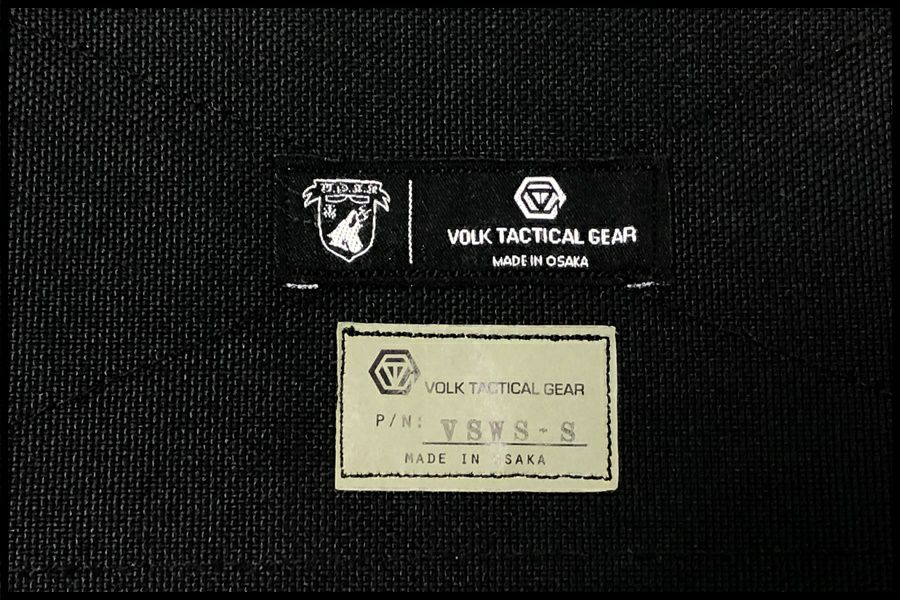 VOLK TACTICAL GEAR
MADE IN OSAKA
VOLK TACTICAL GEAR
P/N: VSWS-S
MADE IN OSAKA